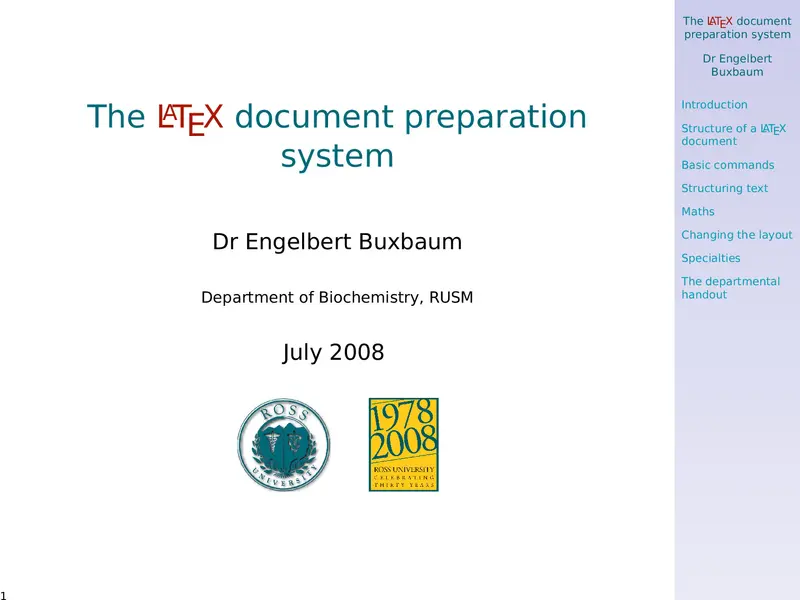 The LATEX document preparation
system
Dr Engelbert Buxbaum
Department of Biochemistry, RUSM
July 2008
ROSS
UNIVERSITY
1978
2008
ROSS UNIVERSITY
CELEBRATING
THIRTY YEARS
1
The LATEX document
preparation system
Dr Engelbert
Buxbaum
Introduction
Structure of a LATEX
document
Basic commands
Structuring text
Maths
Changing the layout
Specialties
The departmental
handout